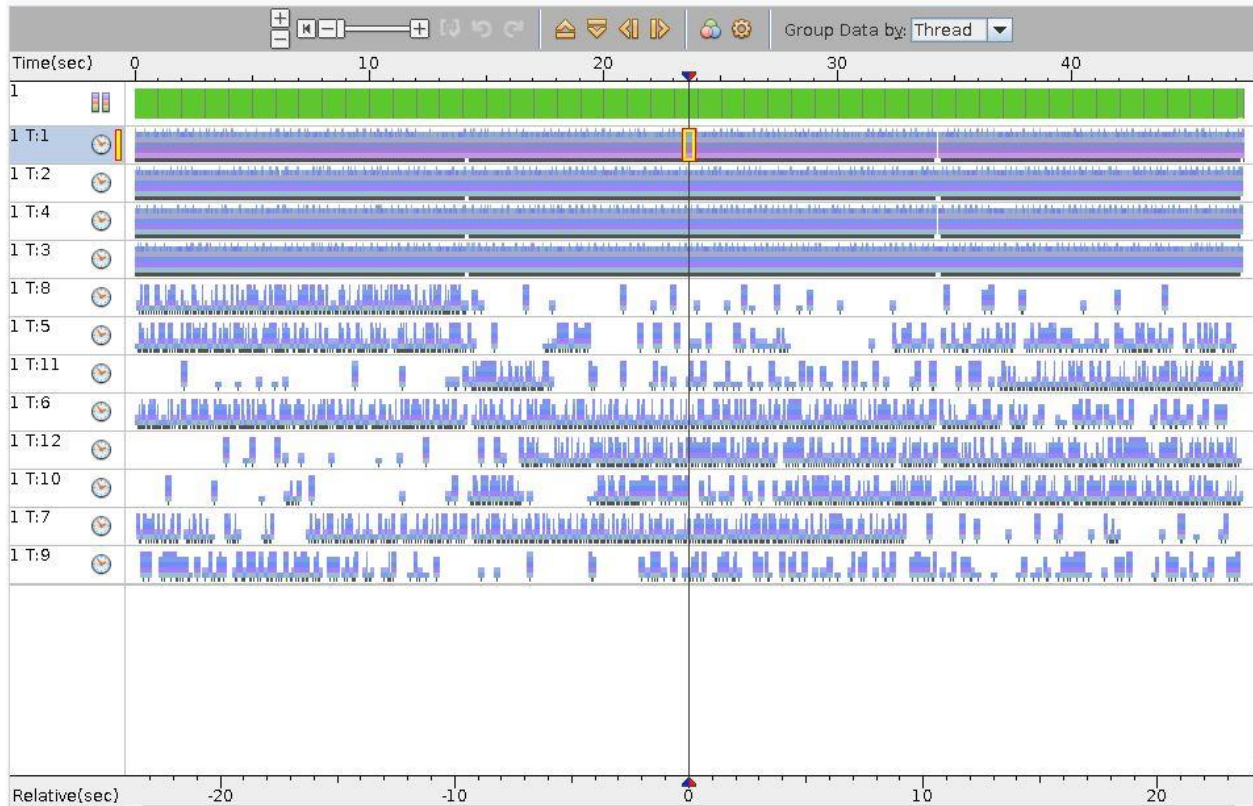 Group Data by: Thread
Time(sec) 0 10 20 30 40
1
1 T:1
1 T:2
1 T:4
1 T:3
1 T:8
1 T:5
1 T:11
1 T:6
1 T:12
1 T:10
1 T:7
1 T:9
Relative(sec) -20 -10 0 10 20